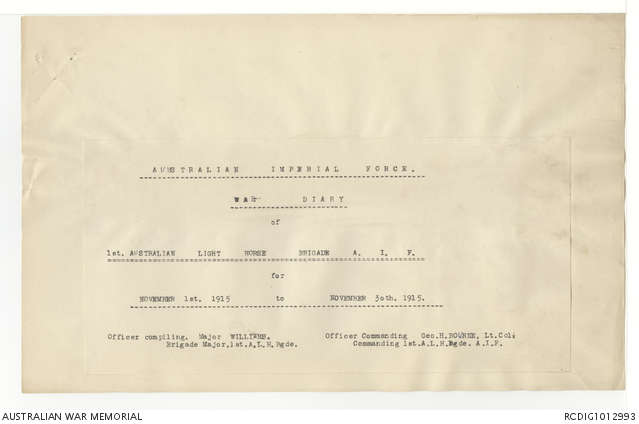 AUSTRALIAN IMPERIAL FORCE.
WAR DIARY
of
1st. AUSTRALIAN LIGHT HORSE BRIGADE A. I. F.
for
NOVEMBER 1st. 1915 to NOVEMBER 30th. 1915.
Officer compiling. Major WILLIAMS. Officer Commanding Geo.H.BOURNE, Lt.Col:
Brigade Major,1st.A.L.H.Bgde. Commanding 1st.A.L.H.Bgde. A.I.F.
AUSTRALIAN WAR MEMORIAL RCDIG1012993